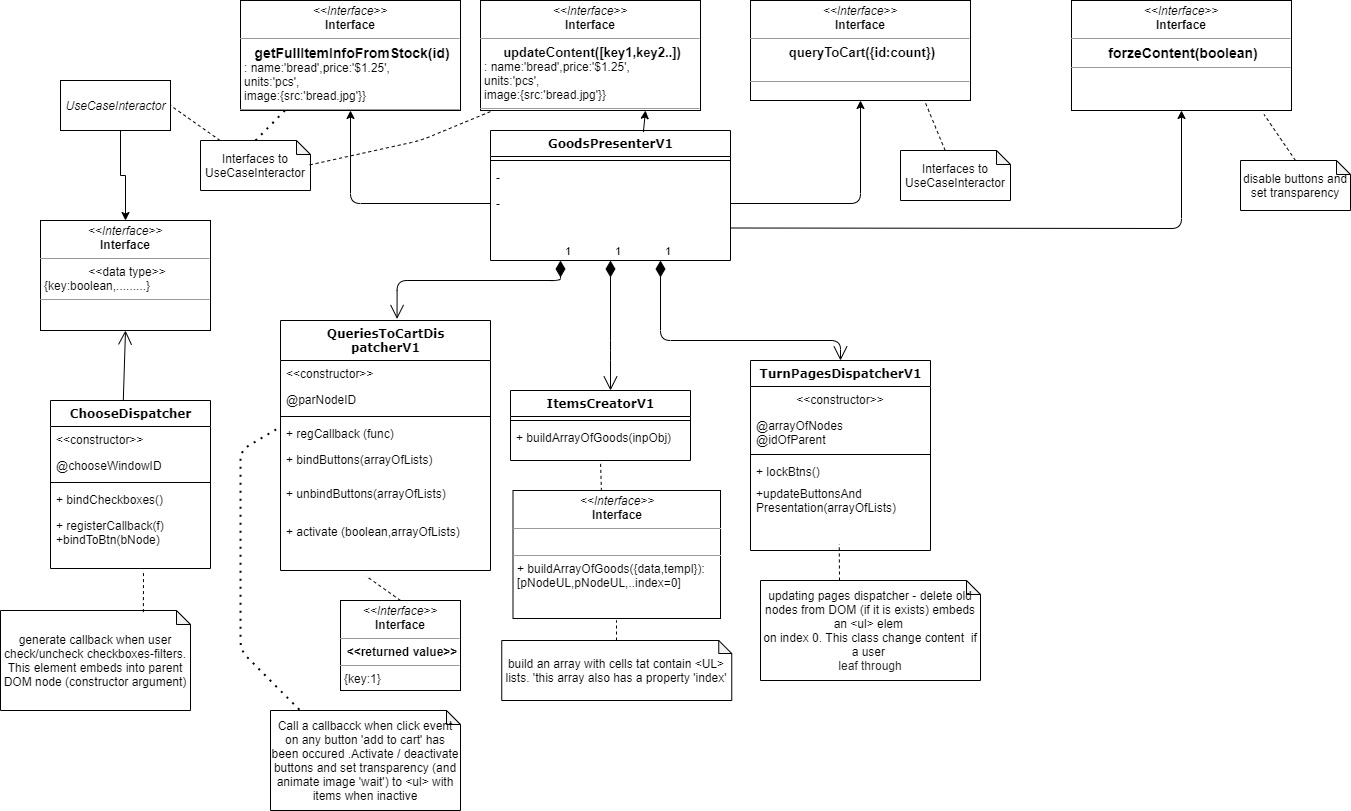 <<Interface>>
Interface
getFullItemInfoFromStock(id)
: name:'bread',price:'$1.25',
units:'pcs',
image:{src:'bread.jpg'}}
<<Interface>>
Interface
updateContent([key1,key2..])
: name:'bread',price:'$1.25',
units:'pcs',
image:{src:'bread.jpg'}}
<<Interface>>
Interface
queryToCart({id:count})
<<Interface>>
Interface
forzeContent(boolean)
UseCaseInteractor
Interfaces to
UseCaseInteractor
GoodsPresenterV1
-
-
1
1
1
Interfaces to
UseCaseInteractor
disable buttons and
set transparency
<<Interface>>
Interface
<<data type>>
{key:boolean,.........}
QueriesToCartDis
patcherV1
<<constructor>>
@parNodeID
+ regCallback (func)
+ bindButtons(arrayOfLists)
+ unbindButtons(arrayOfLists)
+ activate (boolean,arrayOfLists)
ItemsCreatorV1
+ buildArrayOfGoods(inpObj)
TurnPagesDispatcherV1
<<constructor>>
@arrayOfNodes
@idOfParent
+ lockBtns()
+updateButtonsAnd
Presentation(arrayOfLists)
ChooseDispatcher
<<constructor>>
@chooseWindowID
+ bindCheckboxes()
+ registerCallback(f)
+bindToBtn(bNode)
<<Interface>>
Interface
+ buildArrayOfGoods({data,templ}):
[pNodeUL,pNodeUL,..index=0]
generate callback when user
check/uncheck checkboxes-filters.
This element embeds into parent
DOM node (constructor argument)
<<Interface>>
Interface
<<returned value>>
{key:1}
build an array with cells tat contain <UL>
lists. 'this array also has a property 'index'
updating pages dispatcher - delete old
nodes from DOM (if it is exists) embeds
an <ul> elem
on index 0. This class change content  if
a user
leaf through
Call a callbacck when click event
on any button 'add to cart' has
been occured .Activate / deactivate
buttons and set transparency (and
animate image 'wait') to <ul> with
items when inactive